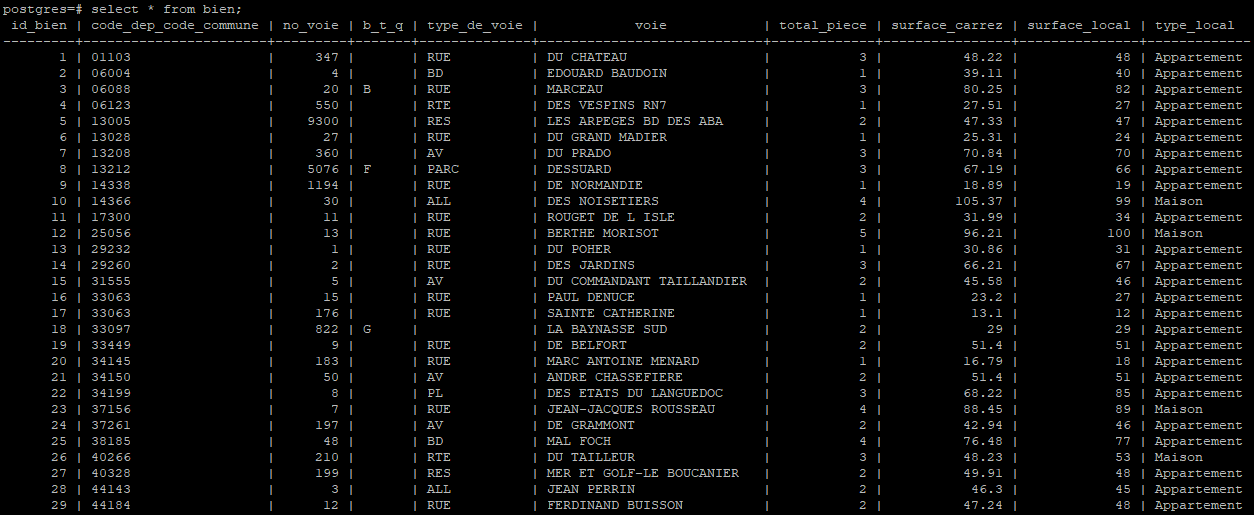 postgres=# select * from bien;
 id_bien | code_dep_code_commune | no_voie | b_t_q | type_de_voie |            voie            | total_piece | surface_carrez | surface_local | type_local
---------+-----------------------+---------+-------+--------------+----------------------------+-------------+----------------+---------------+-------------
       1 | 01103                 |     347 |       | RUE          | DU CHATEAU                 |           3 |          48.22 |            48 | Appartement
       2 | 06004                 |       4 |       | BD           | EDOUARD BAUDOIN            |           1 |          39.11 |            40 | Appartement
       3 | 06088                 |      20 | B     | RUE          | MARCEAU                    |           3 |          80.25 |            82 | Appartement
       4 | 06123                 |     550 |       | RTE          | DES VESPINS RN7            |           1 |          27.51 |            27 | Appartement
       5 | 13005                 |    9300 |       | RES          | LES ARPEGES BD DES ABA     |           2 |          47.33 |            47 | Appartement
       6 | 13028                 |      27 |       | RUE          | DU GRAND MADIER            |           1 |          25.31 |            24 | Appartement
       7 | 13208                 |     360 |       | AV           | DU PRADO                   |           3 |          70.84 |            70 | Appartement
       8 | 13212                 |    5076 | F     | PARC         | DESSUARD                   |           3 |          67.19 |            66 | Appartement
       9 | 14338                 |    1194 |       | RUE          | DE NORMANDIE               |           1 |          18.89 |            19 | Appartement
      10 | 14366                 |      30 |       | ALL          | DES NOISETIERS             |           4 |         105.37 |            99 | Maison
      11 | 17300                 |      11 |       | RUE          | ROUGET DE L ISLE           |           2 |          31.99 |            34 | Appartement
      12 | 25056                 |      13 |       | RUE          | BERTHE MORISOT             |           5 |          96.21 |           100 | Maison
      13 | 29232                 |       1 |       | RUE          | DU POHER                   |           1 |          30.86 |            31 | Appartement
      14 | 29260                 |       2 |       | RUE          | DES JARDINS                |           3 |          66.21 |            67 | Appartement
      15 | 31555                 |       5 |       | AV           | DU COMMANDANT TAILLANDIER  |           2 |          45.58 |            46 | Appartement
      16 | 33063                 |      15 |       | RUE          | PAUL DENUCE                |           1 |           23.2 |            27 | Appartement
      17 | 33063                 |     176 |       | RUE          | SAINTE CATHERINE           |           1 |           13.1 |            12 | Appartement
      18 | 33097                 |     822 | G     |              | LA BAYNASSE SUD            |           2 |             29 |            29 | Appartement
      19 | 33449                 |       9 |       | RUE          | DE BELFORT                 |           2 |           51.4 |            51 | Appartement
      20 | 34145                 |     183 |       | RUE          | MARC ANTOINE MENARD        |           1 |          16.79 |            18 | Appartement
      21 | 34150                 |      50 |       | AV           | ANDRE CHASSEFIERE          |           2 |           51.4 |            51 | Appartement
      22 | 34199                 |       8 |       | PL           | DES ETATS DU LANGUEDOC     |           3 |          68.22 |            85 | Appartement
      23 | 37156                 |       7 |       | RUE          | JEAN-JACQUES ROUSSEAU      |           4 |          88.45 |            89 | Maison
      24 | 37261                 |     197 |       | AV           | DE GRAMMONT                |           2 |          42.94 |            46 | Appartement
      25 | 38185                 |      48 |       | BD           | MAL FOCH                   |           4 |          76.48 |            77 | Appartement
      26 | 40266                 |     210 |       | RTE          | DU TAILLEUR                |           3 |          48.23 |            53 | Maison
      27 | 40328                 |     199 |       | RES          | MER ET GOLF-LE BOUCANIER   |           2 |          49.91 |            48 | Appartement
      28 | 44143                 |       3 |       | ALL          | JEAN PERRIN                |           2 |           46.3 |            45 | Appartement
      29 | 44184                 |      12 |       | RUE          | FERDINAND BUISSON          |           2 |          47.24 |            48 | Appartement